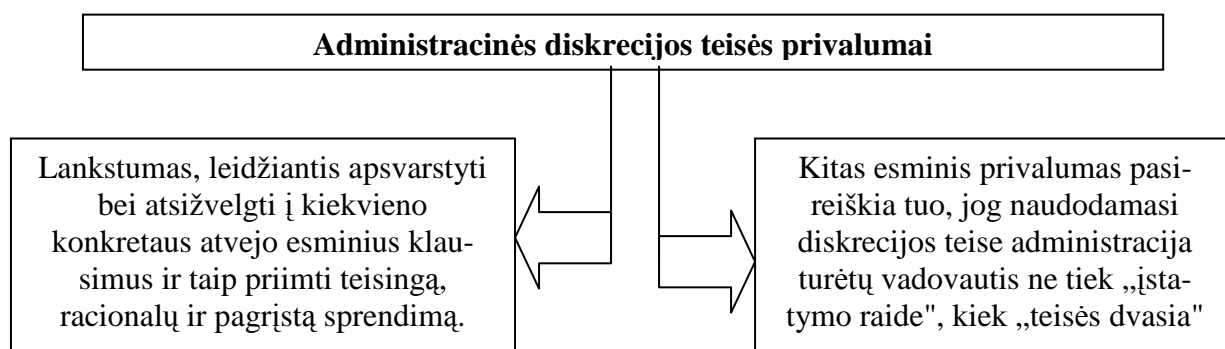 Administracinės diskrecijos teisės privalumai
Lankstumas, leidžiantis apsvarstyti
bei atsižvelgti į kiekvieno
konkretaus atvejo esminius klau-
simus ir taip priimti teisingą,
racionalų ir pagrįstą sprendimą.
Kitas esminis privalumas pasi-
reiškia tuo, jog naudodamasi
diskrecijos teise administracija
turėtų vadovautis ne tiek „įsta-
tymo raide", kiek „teisės dvasia"